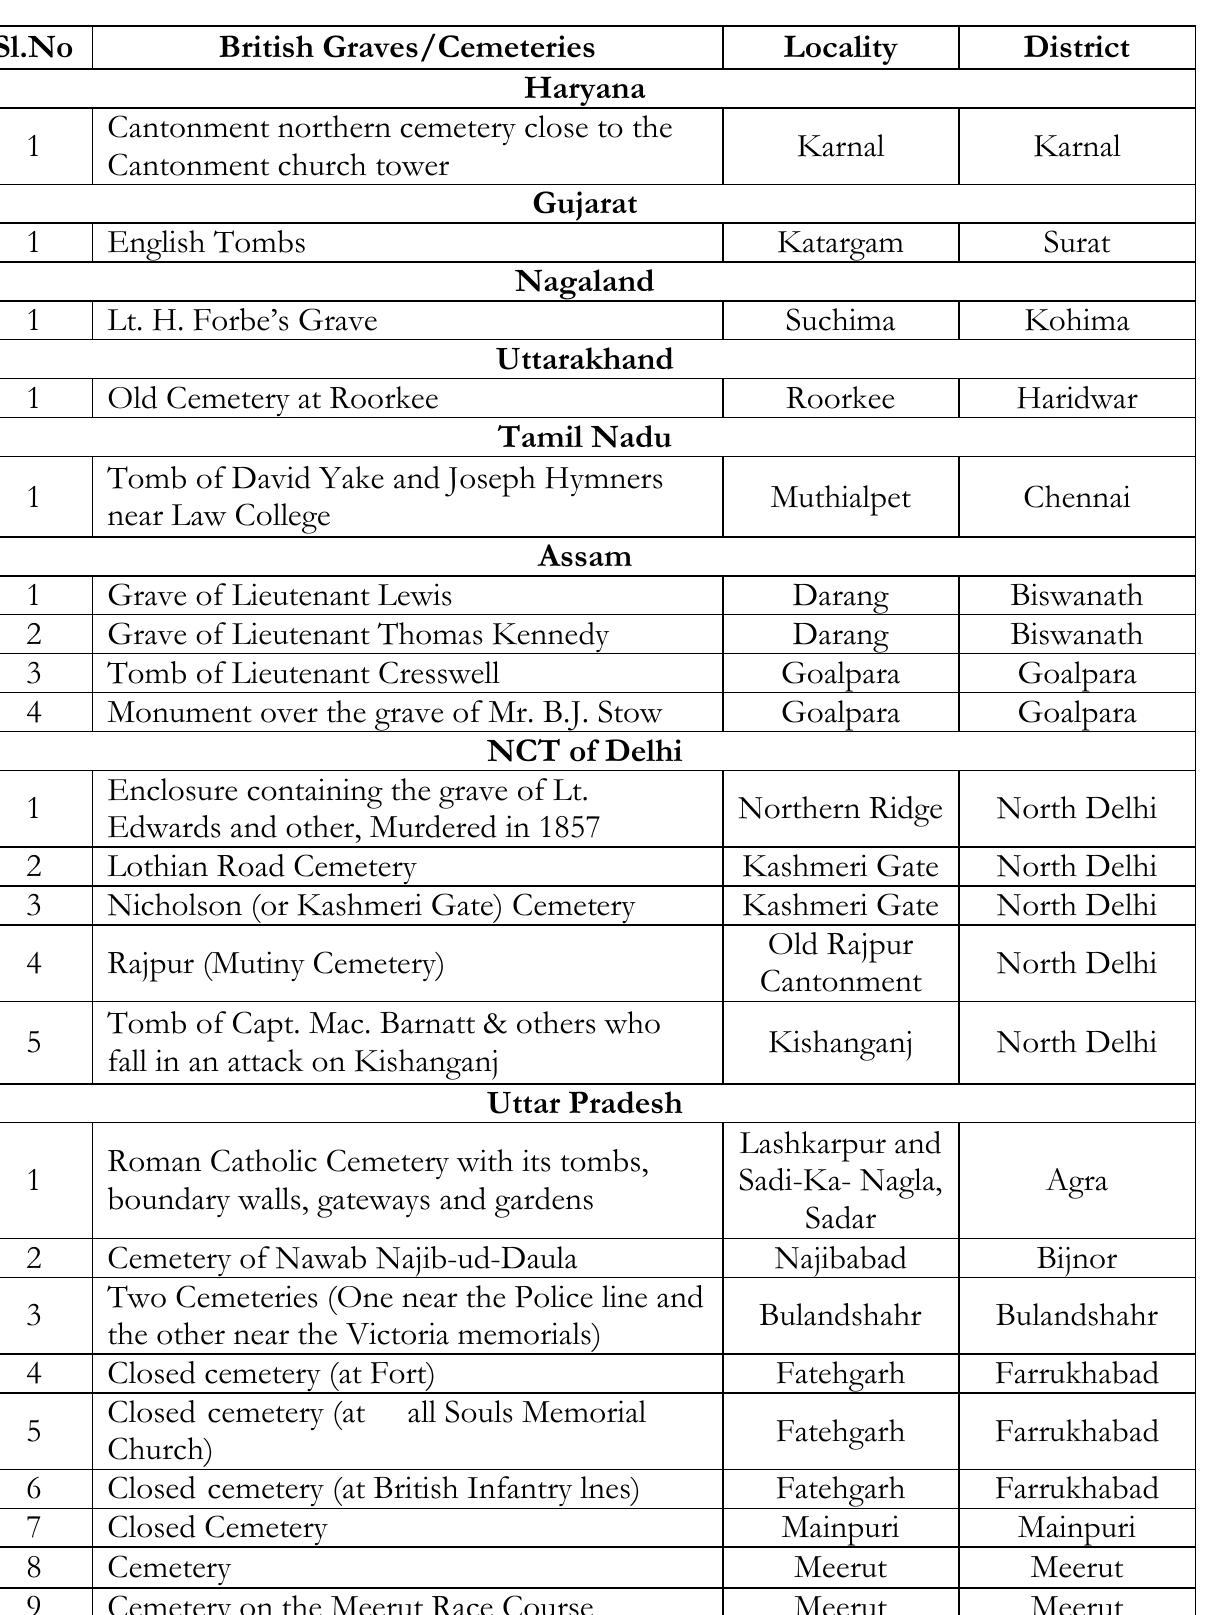 Sl.No British Graves/Cemeteries Locality District
Haryana
1 Cantonment northern cemetery close to the Cantonment church tower Karnal Karnal
Gujarat
1 English Tombs Katargam Surat
Nagaland
1 Lt. H. Forbe’s Grave Suchima Kohima
Uttarakhand
1 Old Cemetery at Roorkee Roorkee Haridwar
Tamil Nadu
1 Tomb of David Yake and Joseph Hymners near Law College Muthialpet Chennai
Assam
1 Grave of Lieutenant Lewis Darang Biswanath
2 Grave of Lieutenant Thomas Kennedy Darang Biswanath
3 Tomb of Lieutenant Cresswell Goalpara Goalpara
4 Monument over the grave of Mr. B.J. Stow Goalpara Goalpara
NCT of Delhi
1 Enclosure containing the grave of Lt. Edwards and other, Murdered in 1857 Northern Ridge North Delhi
2 Lothian Road Cemetery Kashmeri Gate North Delhi
3 Nicholson (or Kashmeri Gate) Cemetery Kashmeri Gate North Delhi
4 Rajpur (Mutiny Cemetery) Old Rajpur Cantonment North Delhi
5 Tomb of Capt. Mac. Barnatt & others who fall in an attack on Kishanganj Kishanganj North Delhi
Uttar Pradesh
1 Roman Catholic Cemetery with its tombs, boundary walls, gateways and gardens Lashkarpur and Sadi-Ka- Nagla, Sadar Agra
2 Cemetery of Nawab Najib-ud-Daula Najibabad Bijnor
3 Two Cemeteries (One near the Police line and the other near the Victoria memorials) Bulandshahr Bulandshahr
4 Closed cemetery (at Fort) Fatehgarh Farrukhabad
5 Closed cemetery (at all Souls Memorial Church) Fatehgarh Farrukhabad
6 Closed cemetery (at British Infantry lnes) Fatehgarh Farrukhabad
7 Closed Cemetery Mainpuri Mainpuri
8 Cemetery Meerut Meerut
9 Cemetery on the Meerut Race Course Meerut Meerut